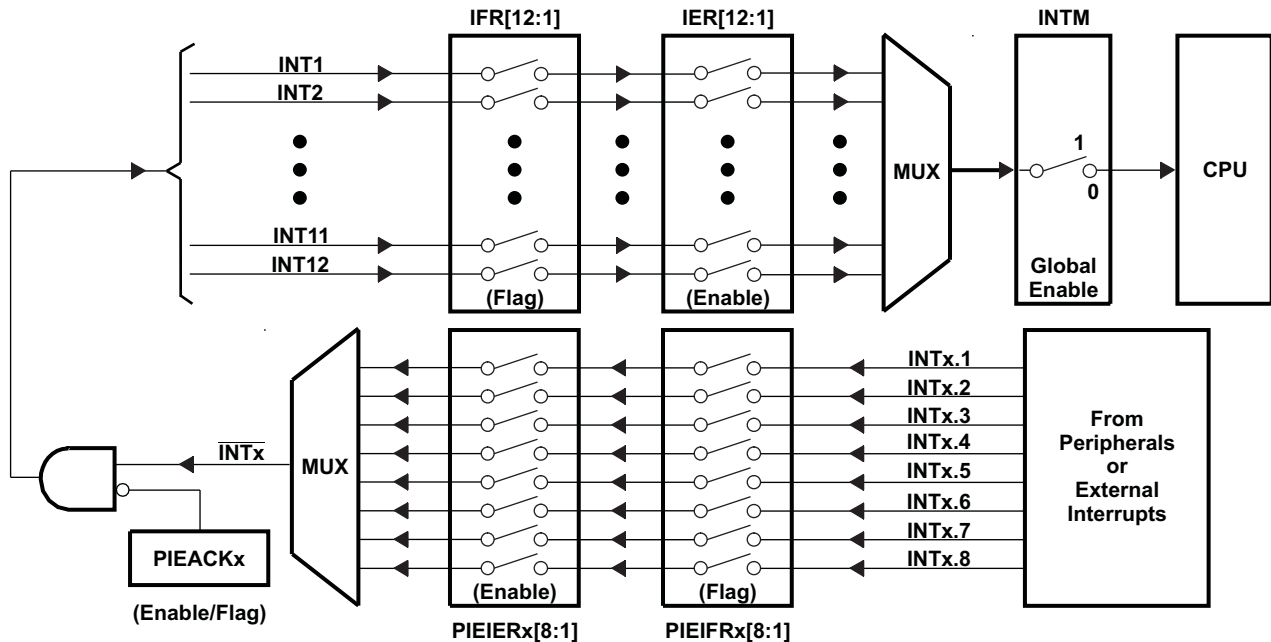 IFR[12:1]
IER[12:1]
INTM
INT1
INT2
INT11
INT12
(Flag)
(Enable)
MUX
1
0
Global
Enable
CPU
INTx
MUX
PIEACKx
(Enable/Flag)
(Enable)
PIEIERx[8:1]
(Flag)
PIEIFRx[8:1]
INTx.1
INTx.2
INTx.3
INTx.4
INTx.5
INTx.6
INTx.7
INTx.8
From
Peripherals
or
External
Interrupts